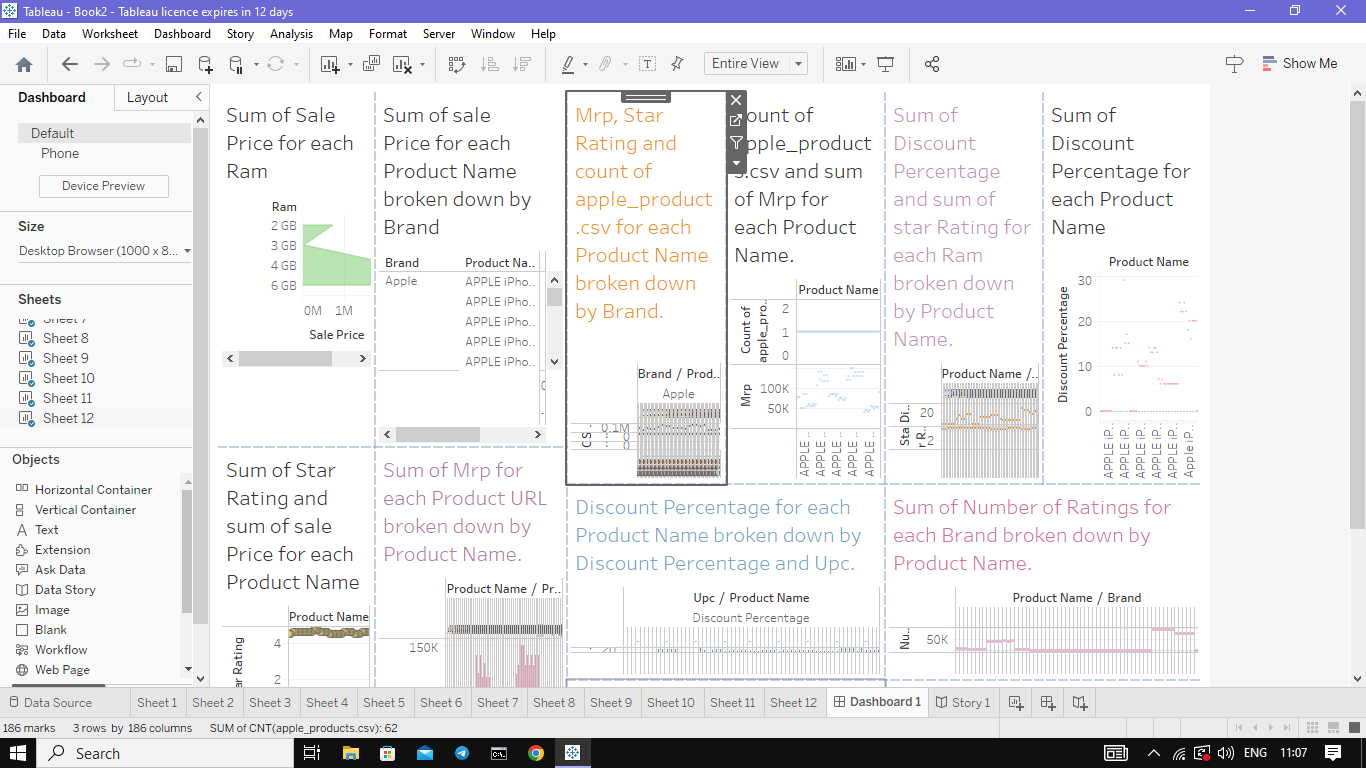 Tableau - Book2 - Tableau licence expires in 12 days
File Data Worksheet Dashboard Story Analysis Map Format Server Window Help
Entire View
Show Me
Dashboard Layout
Default
Phone
Device Preview
Size
Desktop Browser (1000 x 8...
Sheets
Sheet 7
Sheet 8
Sheet 9
Sheet 10
Sheet 11
Sheet 12
Objects
Horizontal Container
Vertical Container
Text
Extension
Ask Data
Data Story
Image
Blank
Workflow
Web Page
Sum of Sale
Price for each
Ram
Ram
2 GB
3 GB
4 GB
6 GB
0M 1M
Sale Price
Sum of sale
Price for each
Product Name
broken down by
Brand
Brand Product Na..
Apple APPLE iPho..
APPLE iPho..
APPLE iPho..
APPLE iPho..
APPLE iPho..
Mrp, Star
Rating and
count of
apple_product
.csv for each
Product Name
broken down
by Brand.
Brand / Prod..
Apple
0.1M
0
0
ount of
pple_product
s.csv and sum
of Mrp for
each Product
Name.
Product Name
Count of
apple_pro..
2
1
0
Mrp
100K
50K
APPLE ..
APPLE ..
APPLE ..
APPLE ..
APPLE ..
Sum of
Discount
Percentage
and sum of
star Rating for
each Ram
broken down
by Product
Name.
Product Name /..
Di..
20
Sta
r R..
2
Sum of
Discount
Percentage for
each Product
Name
Product Name
Discount Percentage
30
20
10
0
APPLE iP..
APPLE iP..
APPLE iP..
APPLE iP..
APPLE iP..
Apple iP..
Sum of Star
Rating and
sum of sale
Price for each
Product Name
Product Name
ar Rating
4
2
Sum of Mrp for
each Product URL
broken down by
Product Name.
Product Name / Pr..
150K
Discount Percentage for each
Product Name broken down by
Discount Percentage and Upc.
Upc / Product Name
Discount Percentage
20
Sum of Number of Ratings for
each Brand broken down by
Product Name.
Product Name / Brand
Nu..
50K
Data Source Sheet 1 Sheet 2 Sheet 3 Sheet 4 Sheet 5 Sheet 6 Sheet 7 Sheet 8 Sheet 9 Sheet 10 Sheet 11 Sheet 12 Dashboard 1 Story 1
186 marks 3 rows by 186 columns SUM of CNT(apple_products.csv): 62
Search
ENG 11:07